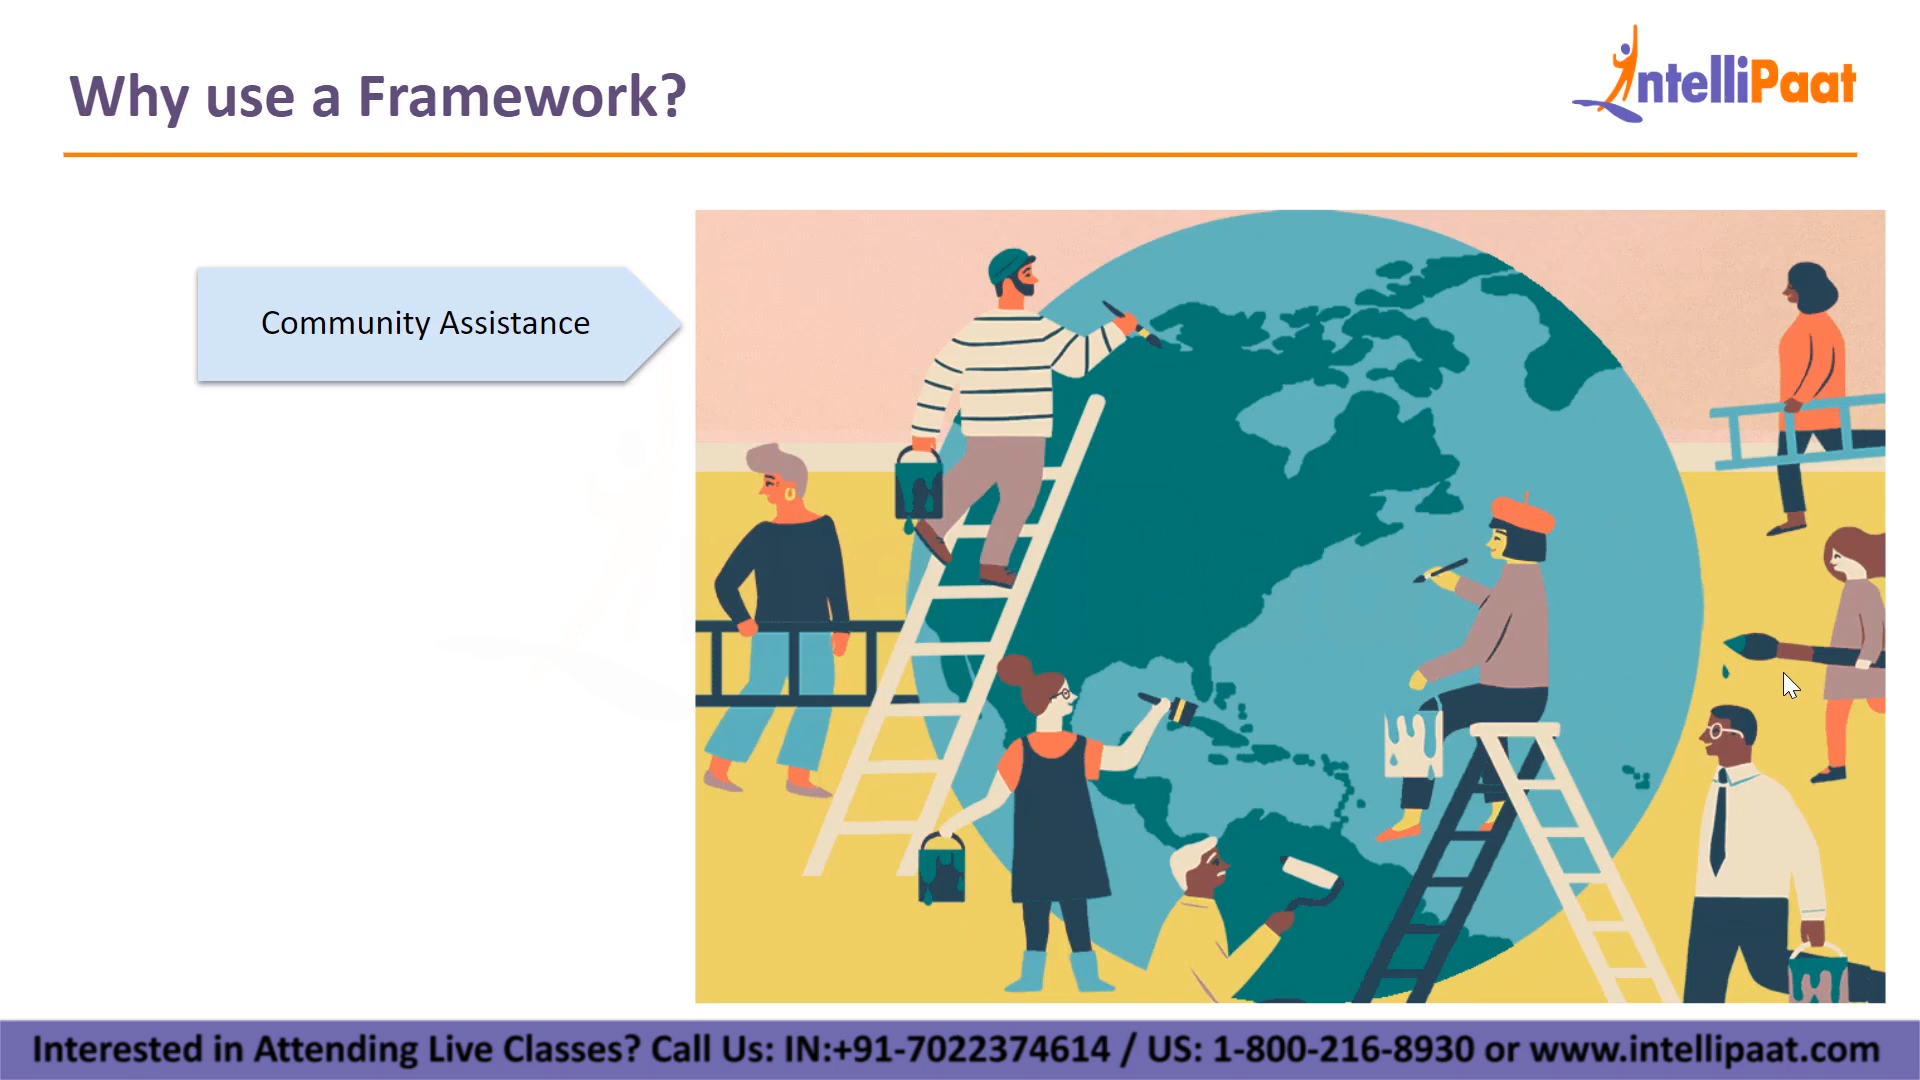 Why use a Framework?
IntelliPaat
Community Assistance
Interested in Attending Live Classes? Call Us: IN:+91-7022374614 / US: 1-800-216-8930 or www.intellipaat.com